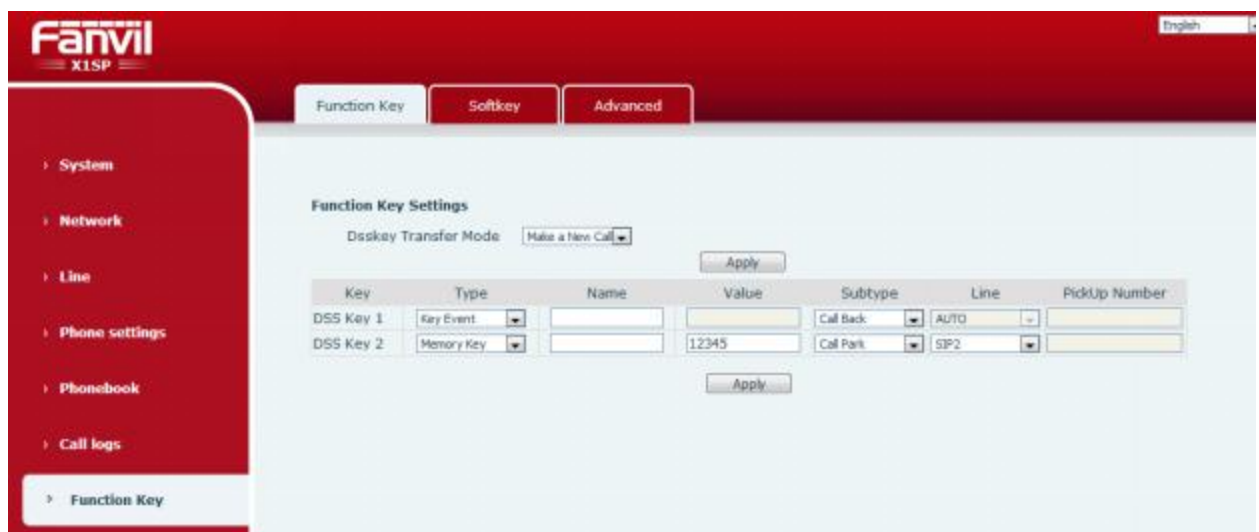 Fanvil
X1SP
English
Function Key Softkey Advanced
System
Network
Line
Phone settings
Phonebook
Call logs
Function Key
Function Key Settings
Dsskey Transfer Mode Make a New Call
Apply
Key Type Name Value Subtype Line PickUp Number
DSS Key 1 Key Event Call Back AUTO
DSS Key 2 Memory Key 12345 Call Park SIP2
Apply